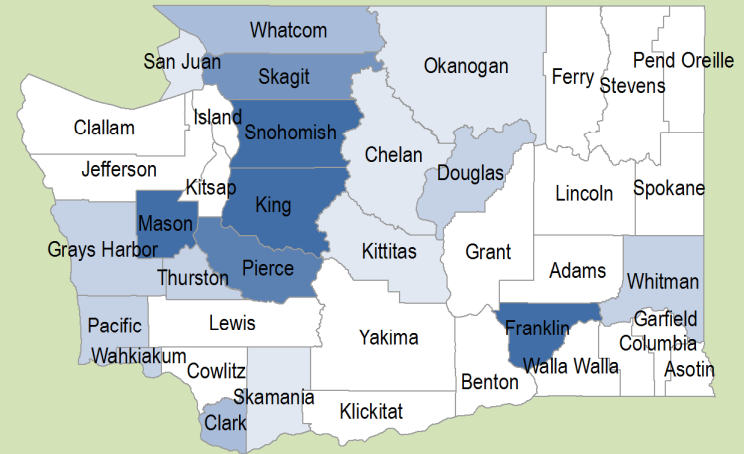 Whatcom
San Juan
Skagit
Okanogan
Ferry
Stevens
Pend Oreille
Clallam
Island
Snohomish
Chelan
Douglas
Jefferson
Kitsap
King
Lincoln
Spokane
Mason
Grays Harbor
Kittitas
Grant
Pierce
Thurston
Adams
Whitman
Pacific
Lewis
Yakima
Franklin
Garfield
Columbia
Wahkiakum
Cowlitz
Walla Walla
Asotin
Benton
Skamania
Klickitat
Clark